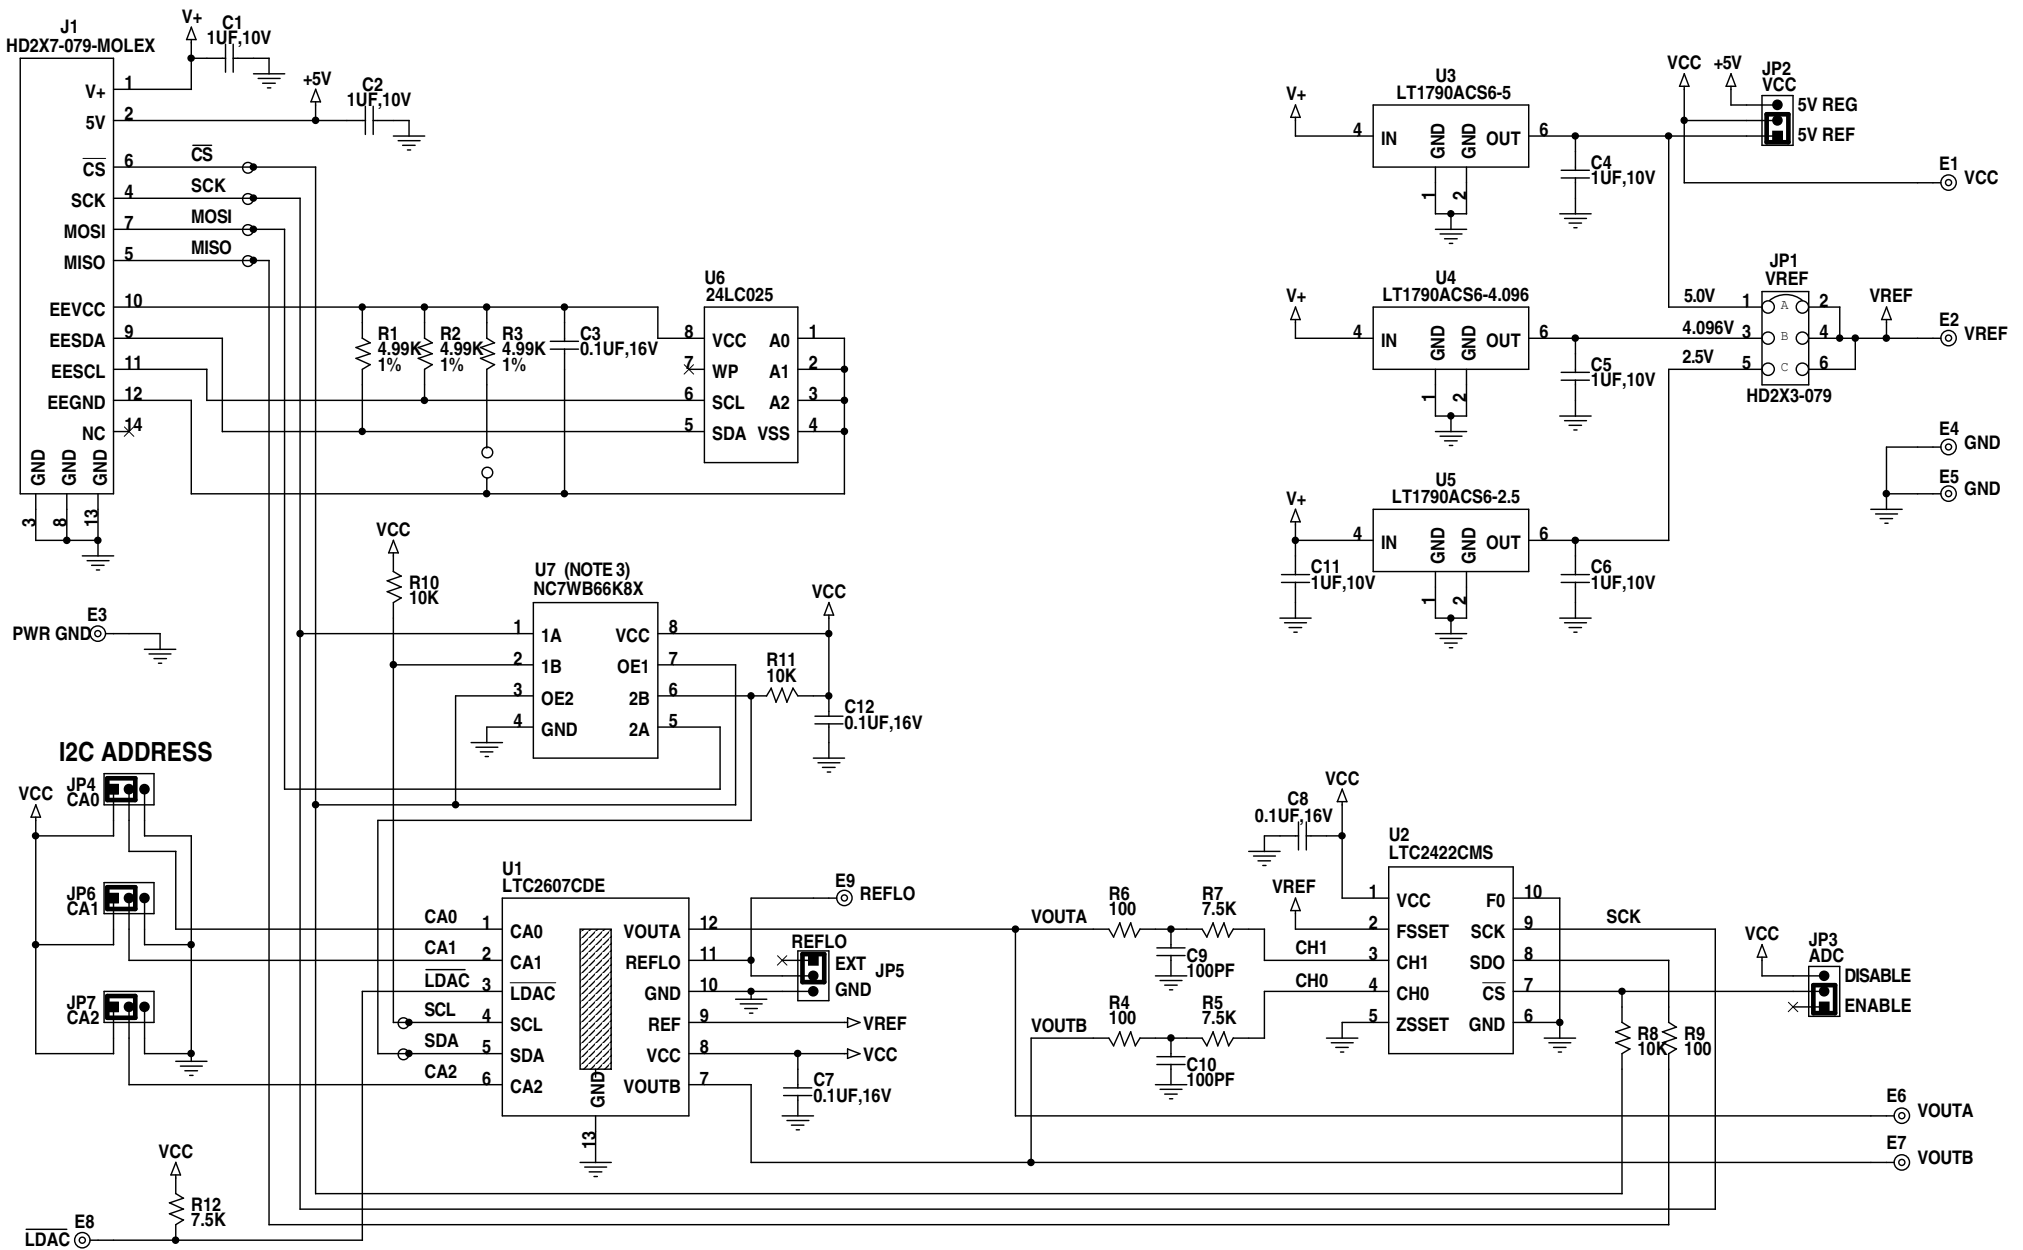 J1
HD2X7-079-MOLEX
V+
C1
1UF,10V
+5V
C2
1UF,10V
V+ 1
5V 2
CS 6 CS
SCK 4 SCK
MOSI 7 MOSI
MISO 5 MISO
EEVCC 10
EESDA 9
EESCL 11
EEGND 12
NC 14
GND GND GND
3 8 13
R1
4.99K
1%
R2
4.99K
1%
R3
4.99K
1%
C3
0.1UF,16V
U6
24LC025
8 VCC A0 1
7 WP A1 2
6 SCL A2 3
5 SDA VSS 4
U3
LT1790ACS6-5
V+
4 IN GND GND OUT 6
1 2
C4
1UF,10V
VCC +5V
JP2
VCC
5V REG
5V REF
E1
VCC
U4
LT1790ACS6-4.096
V+
4 IN GND GND OUT 6
1 2
C5
1UF,10V
JP1
VREF
5.0V 1 A 2
4.096V 3 B 4
2.5V 5 C 6
HD2X3-079
VREF
E2
VREF
E4
GND
E5
GND
U5
LT1790ACS6-2.5
V+
4 IN GND GND OUT 6
1 2
C11
1UF,10V
C6
1UF,10V
E3
PWR GND
VCC
R10
10K
U7 (NOTE 3)
NC7WB66K8X
1 1A VCC 8
2 1B OE1 7
3 OE2 2B 6
4 GND 2A 5
VCC
R11
10K
C12
0.1UF,16V
I2C ADDRESS
VCC
JP4
CA0
JP6
CA1
JP7
CA2
U1
LTC2607CDE
CA0 1 CA0 VOUTA 12
CA1 2 CA1 REFLO 11
LDAC 3 LDAC GND 10
SCL 4 SCL REF 9 VREF
SDA 5 SDA VCC 8 VCC
CA2 6 CA2 VOUTB 7
GND
13
E9
REFLO
REFLO
EXT
JP5
GND
C7
0.1UF,16V
VOUTA
R6
100
R7
7.5K
C9
100PF
CH1
VOUTB
R4
100
R5
7.5K
C10
100PF
CH0
VCC
C8
0.1UF,16V
VREF
U2
LTC2422CMS
1 VCC F0 10
2 FSSET SCK 9 SCK
3 CH1 SDO 8
4 CH0 CS 7
5 ZSSET GND 6
VCC
JP3
ADC
DISABLE
ENABLE
R8
10K
R9
100
E6
VOUTA
E7
VOUTB
VCC
R12
7.5K
E8
LDAC